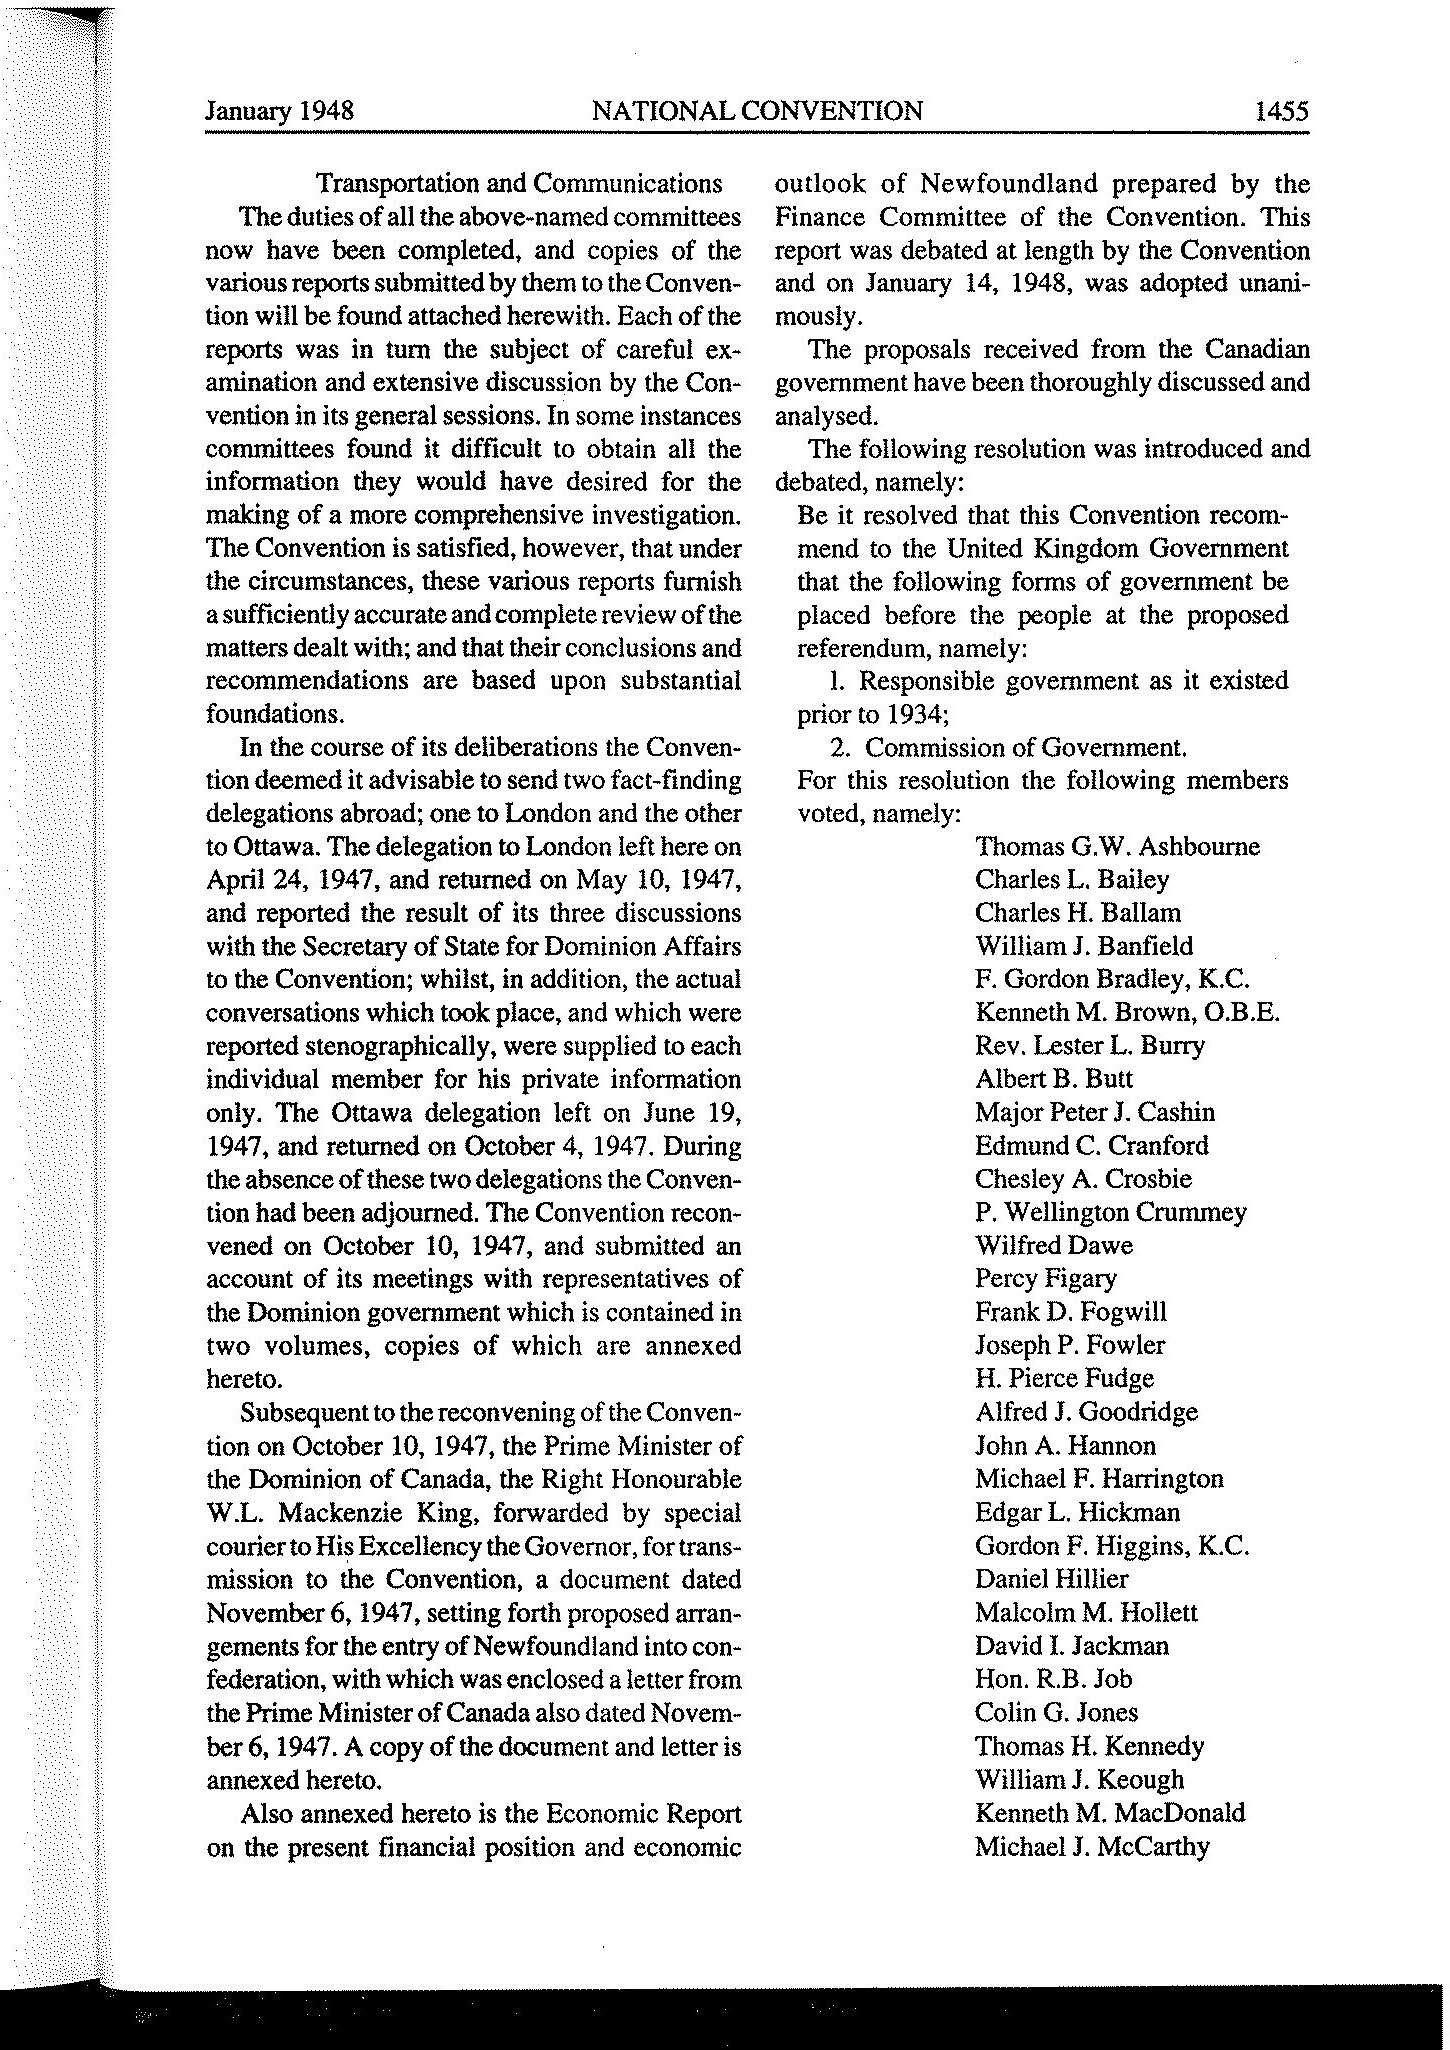 January 1948 NATIONAL CONVENTION 1455
Transportation and Communications
The duties of all the above-named committees
now have been completed, and copies of the
various reports submitted by them to the Conven-
tion will be found attached herewith. Each of the
reports was in turn the subject of careful ex-
amination and extensive discussion by the Con-
vention in its general sessions. In some instances
committees found it difficult to obtain all the
information they would have desired for the
making of a more comprehensive investigation.
The Convention is satisfied, however, that under
the circumstances, these various reports furnish
a sufficiently accurate and complete review of the
matters dealt with; and that their conclusions and
recommendations are based upon substantial
foundations.
In the course of its deliberations the Conven-
tion deemed it advisable to send two fact-finding
delegations abroad; one to London and the other
to Ottawa. The delegation to London left here on
April 24, 1947, and returned on May 10, 1947,
and reported the result of its three discussions
with the Secretary of State for Dominion Affairs
to the Convention; whilst, in addition, the actual
conversations which took place, and which were
reported stenographically, were supplied to each
individual member for his private information
only. The Ottawa delegation left on June 19,
1947, and returned on October 4, 1947. During
the absence of these two delegations the Conven-
tion had been adjourned. The Convention recon-
vened on October 10, 1947, and submitted an
account of its meetings with representatives of
the Dominion government which is contained in
two volumes, copies of which are annexed
hereto.
Subsequent to the reconvening of the Conven-
tion on October 10, 1947, the Prime Minister of
the Dominion of Canada, the Right Honourable
W.L. Mackenzie King, forwarded by special
courier to His Excellency the Governor, for trans-
mission to the Convention, a document dated
November 6, 1947, setting forth proposed arran-
gements for the entry of Newfoundland into con-
federation, with which was enclosed a letter from
the Prime Minister of Canada also dated Novem-
ber 6, 1947. A copy of the document and letter is
annexed hereto.
Also annexed hereto is the Economic Report
on the present financial position and economic
outlook of Newfoundland prepared by the
Finance Committee of the Convention. This
report was debated at length by the Convention
and on January 14, 1948, was adopted unani-
mously.
The proposals received from the Canadian
government have been thoroughly discussed and
analysed.
The following resolution was introduced and
debated, namely:
Be it resolved that this Convention recom-
mend to the United Kingdom Government
that the following forms of government be
placed before the people at the proposed
referendum, namely:
1. Responsible government as it existed
prior to 1934;
2. Commission of Government.
For this resolution the following members
voted, namely:
Thomas G.W. Ashbourne
Charles L. Bailey
Charles H. Ballam
William J. Banfield
F. Gordon Bradley, K.C.
Kenneth M. Brown, O.B.E.
Rev. Lester L. Burry
Albert B. Butt
Major Peter J. Cashin
Edmund C. Cranford
Chesley A. Crosbie
P. Wellington Crummey
Wilfred Dawe
Percy Figary
Frank D. Fogwill
Joseph P. Fowler
H. Pierce Fudge
Alfred J. Goodridge
John A. Hannon
Michael F. Harrington
Edgar L. Hickman
Gordon F. Higgins, K.C.
Daniel Hillier
Malcolm M. Hollett
David I. Jackman
Hon. R.B. Job
Colin G. Jones
Thomas H. Kennedy
William J. Keough
Kenneth M. MacDonald
Michael J. McCarthy